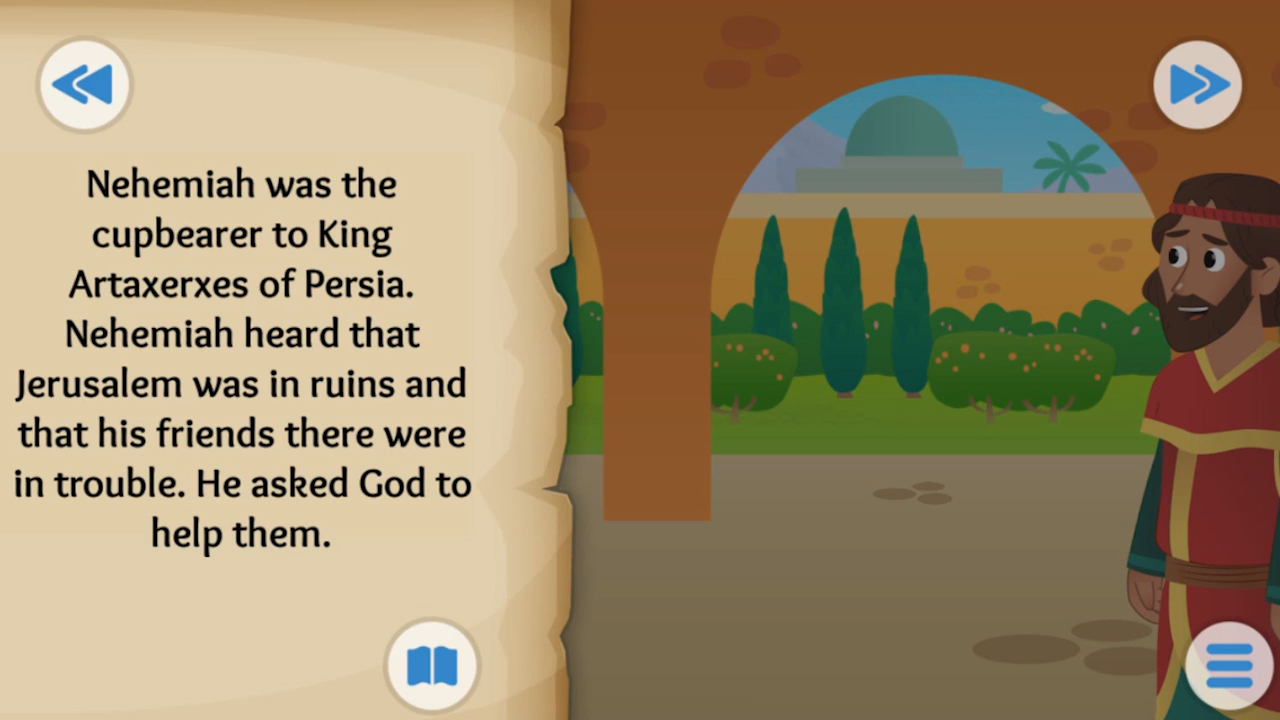 Nehemiah was the
cupbearer to King
Artaxerxes of Persia.
Nehemiah heard that
Jerusalem was in ruins and
that his friends there were
in trouble. He asked God to
help them.